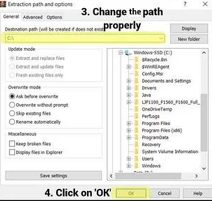 Extraction path and options
General
Advanced
Options
3. Change the path
properly
Destination path (will be created if does not exist)
C:\
Display
New folder
Update mode
Extract and replace files
Extract and update files
Fresh existing files only
Overwrite mode
Ask before overwrite
Overwrite without prompt
Skip existing files
Rename automatically
Miscellaneous
Keep broken files
Display files in Explorer
Save settings
Windows-SSD (C:)
$Recycle.Bin
$WinREAgent
Config.Msi
Documents and Settings
Drivers
Java
OneDriveTemp
PerfLogs
Program Files
Program Files (x86)
ProgramData
Recovery
System Volume Information
Users
Windows
4. Click on 'OK'
OK
Cancel
Help